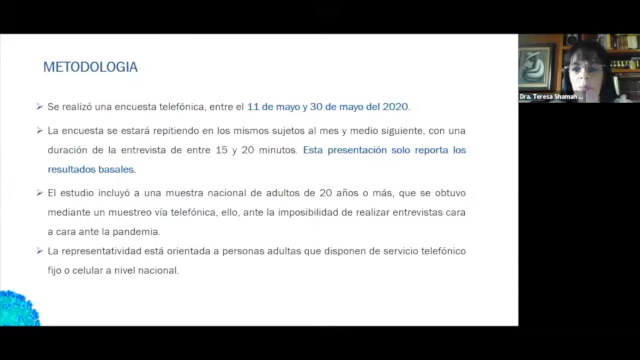 METODOLOGIA
Se realizó una encuesta telefónica, entre el 11 de mayo y 30 de mayo del 2020.
La encuesta se estará repitiendo en los mismos sujetos al mes y medio siguiente, con una
duración de la entrevista de entre 15 y 20 minutos. Esta presentación solo reporta los
resultados basales.
El estudio incluyó a una muestra nacional de adultos de 20 años o más, que se obtuvo
mediante un muestreo vía telefónica, ello, ante la imposibilidad de realizar entrevistas cara
a cara ante la pandemia.
La representatividad está orientada a personas adultas que disponen de servicio telefónico
fijo o celular a nivel nacional.
Dra. Teresa Shamah